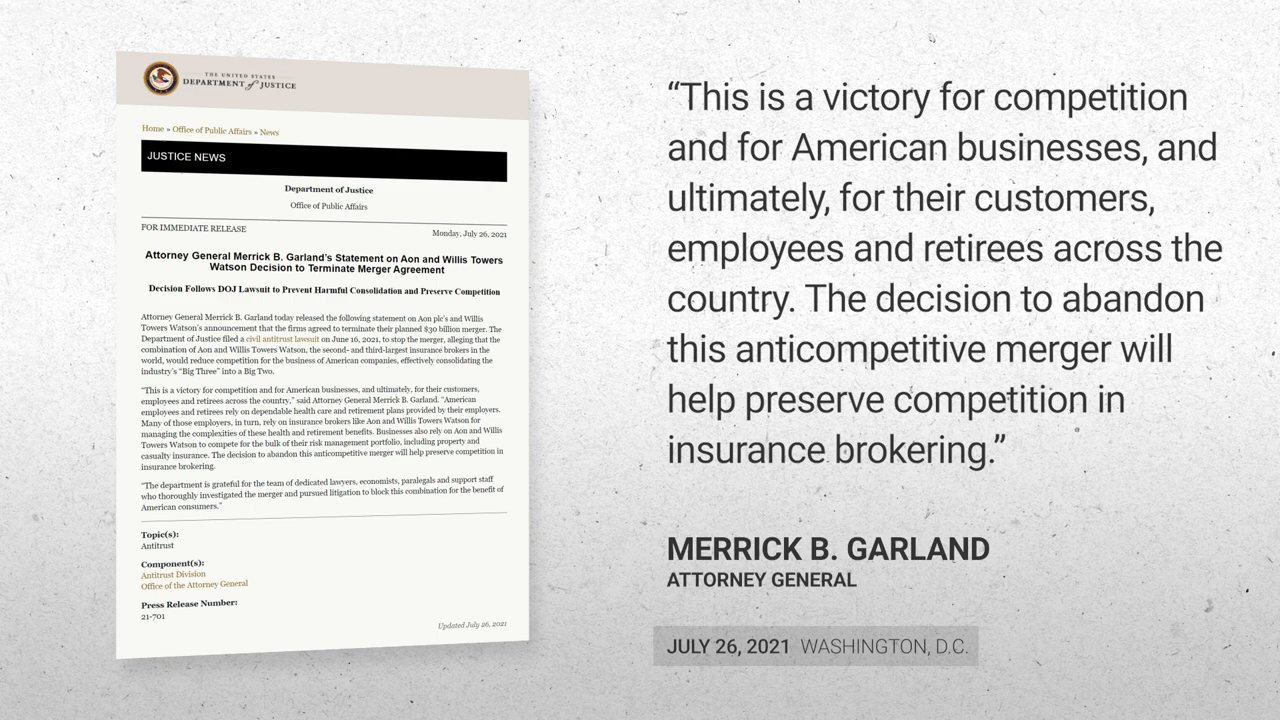 THE UNITED STATES
DEPARTMENT of JUSTICE
Home » Office of Public Affairs » News
JUSTICE NEWS
Department of Justice
Office of Public Affairs
FOR IMMEDIATE RELEASE
Monday, July 26, 2021
Attorney General Merrick B. Garland’s Statement on Aon and Willis Towers
Watson Decision to Terminate Merger Agreement
Decision Follows DOJ Lawsuit to Prevent Harmful Consolidation and Preserve Competition
Attorney General Merrick B. Garland today released the following statement on Aon plc’s and Willis
Towers Watson’s announcement that the firms agreed to terminate their planned $30 billion merger. The
Department of Justice filed a civil antitrust lawsuit on June 16, 2021, to stop the merger, alleging that the
combination of Aon and Willis Towers Watson, the second- and third-largest insurance brokers in the
world, would reduce competition for the business of American companies, effectively consolidating the
industry’s “Big Three” into a Big Two.
“This is a victory for competition and for American businesses, and ultimately, for their customers,
employees and retirees across the country,” said Attorney General Merrick B. Garland. “American
employees and retirees rely on dependable health care and retirement plans provided by their employers.
Many of those employers, in turn, rely on insurance brokers like Aon and Willis Towers Watson for
managing the complexities of these health and retirement benefits. Businesses also rely on Aon and Willis
Towers Watson to compete for the bulk of their risk management portfolio, including property and
casualty insurance. The decision to abandon this anticompetitive merger will help preserve competition in
insurance brokering.
“The department is grateful for the team of dedicated lawyers, economists, paralegals and support staff
who thoroughly investigated the merger and pursued litigation to block this combination for the benefit of
American consumers.”
Topic(s):
Antitrust
Component(s):
Antitrust Division
Office of the Attorney General
Press Release Number:
21-701
Updated July 26, 2021
“This is a victory for competition
and for American businesses, and
ultimately, for their customers,
employees and retirees across the
country. The decision to abandon
this anticompetitive merger will
help preserve competition in
insurance brokering.”
MERRICK B. GARLAND
ATTORNEY GENERAL
JULY 26, 2021 WASHINGTON, D.C.